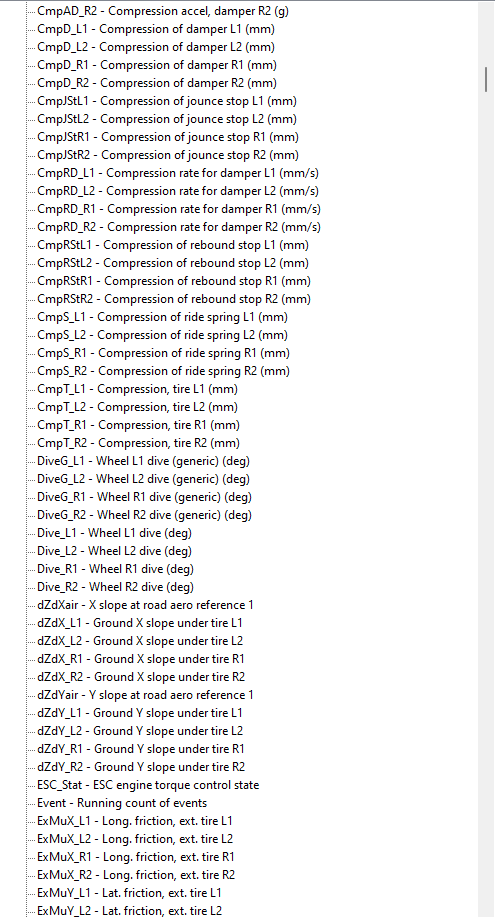 CmpAD_R2 - Compression accel, damper R2 (g)
CmpD_L1 - Compression of damper L1 (mm)
CmpD_L2 - Compression of damper L2 (mm)
CmpD_R1 - Compression of damper R1 (mm)
CmpD_R2 - Compression of damper R2 (mm)
CmpJStL1 - Compression of jounce stop L1 (mm)
CmpJStL2 - Compression of jounce stop L2 (mm)
CmpJStR1 - Compression of jounce stop R1 (mm)
CmpJStR2 - Compression of jounce stop R2 (mm)
CmpRD_L1 - Compression rate for damper L1 (mm/s)
CmpRD_L2 - Compression rate for damper L2 (mm/s)
CmpRD_R1 - Compression rate for damper R1 (mm/s)
CmpRD_R2 - Compression rate for damper R2 (mm/s)
CmpRStL1 - Compression of rebound stop L1 (mm)
CmpRStL2 - Compression of rebound stop L2 (mm)
CmpRStR1 - Compression of rebound stop R1 (mm)
CmpRStR2 - Compression of rebound stop R2 (mm)
CmpS_L1 - Compression of ride spring L1 (mm)
CmpS_L2 - Compression of ride spring L2 (mm)
CmpS_R1 - Compression of ride spring R1 (mm)
CmpS_R2 - Compression of ride spring R2 (mm)
CmpT_L1 - Compression, tire L1 (mm)
CmpT_L2 - Compression, tire L2 (mm)
CmpT_R1 - Compression, tire R1 (mm)
CmpT_R2 - Compression, tire R2 (mm)
DiveG_L1 - Wheel L1 dive (generic) (deg)
DiveG_L2 - Wheel L2 dive (generic) (deg)
DiveG_R1 - Wheel R1 dive (generic) (deg)
DiveG_R2 - Wheel R2 dive (generic) (deg)
Dive_L1 - Wheel L1 dive (deg)
Dive_L2 - Wheel L2 dive (deg)
Dive_R1 - Wheel R1 dive (deg)
Dive_R2 - Wheel R2 dive (deg)
dZdXair - X slope at road aero reference 1
dZdX_L1 - Ground X slope under tire L1
dZdX_L2 - Ground X slope under tire L2
dZdX_R1 - Ground X slope under tire R1
dZdX_R2 - Ground X slope under tire R2
dZdYair - Y slope at road aero reference 1
dZdY_L1 - Ground Y slope under tire L1
dZdY_L2 - Ground Y slope under tire L2
dZdY_R1 - Ground Y slope under tire R1
dZdY_R2 - Ground Y slope under tire R2
ESC_Stat - ESC engine torque control state
Event - Running count of events
ExMuX_L1 - Long. friction, ext. tire L1
ExMuX_L2 - Long. friction, ext. tire L2
ExMuX_R1 - Long. friction, ext. tire R1
ExMuX_R2 - Long. friction, ext. tire R2
ExMuY_L1 - Lat. friction, ext. tire L1
ExMuY_L2 - Lat. friction, ext. tire L2